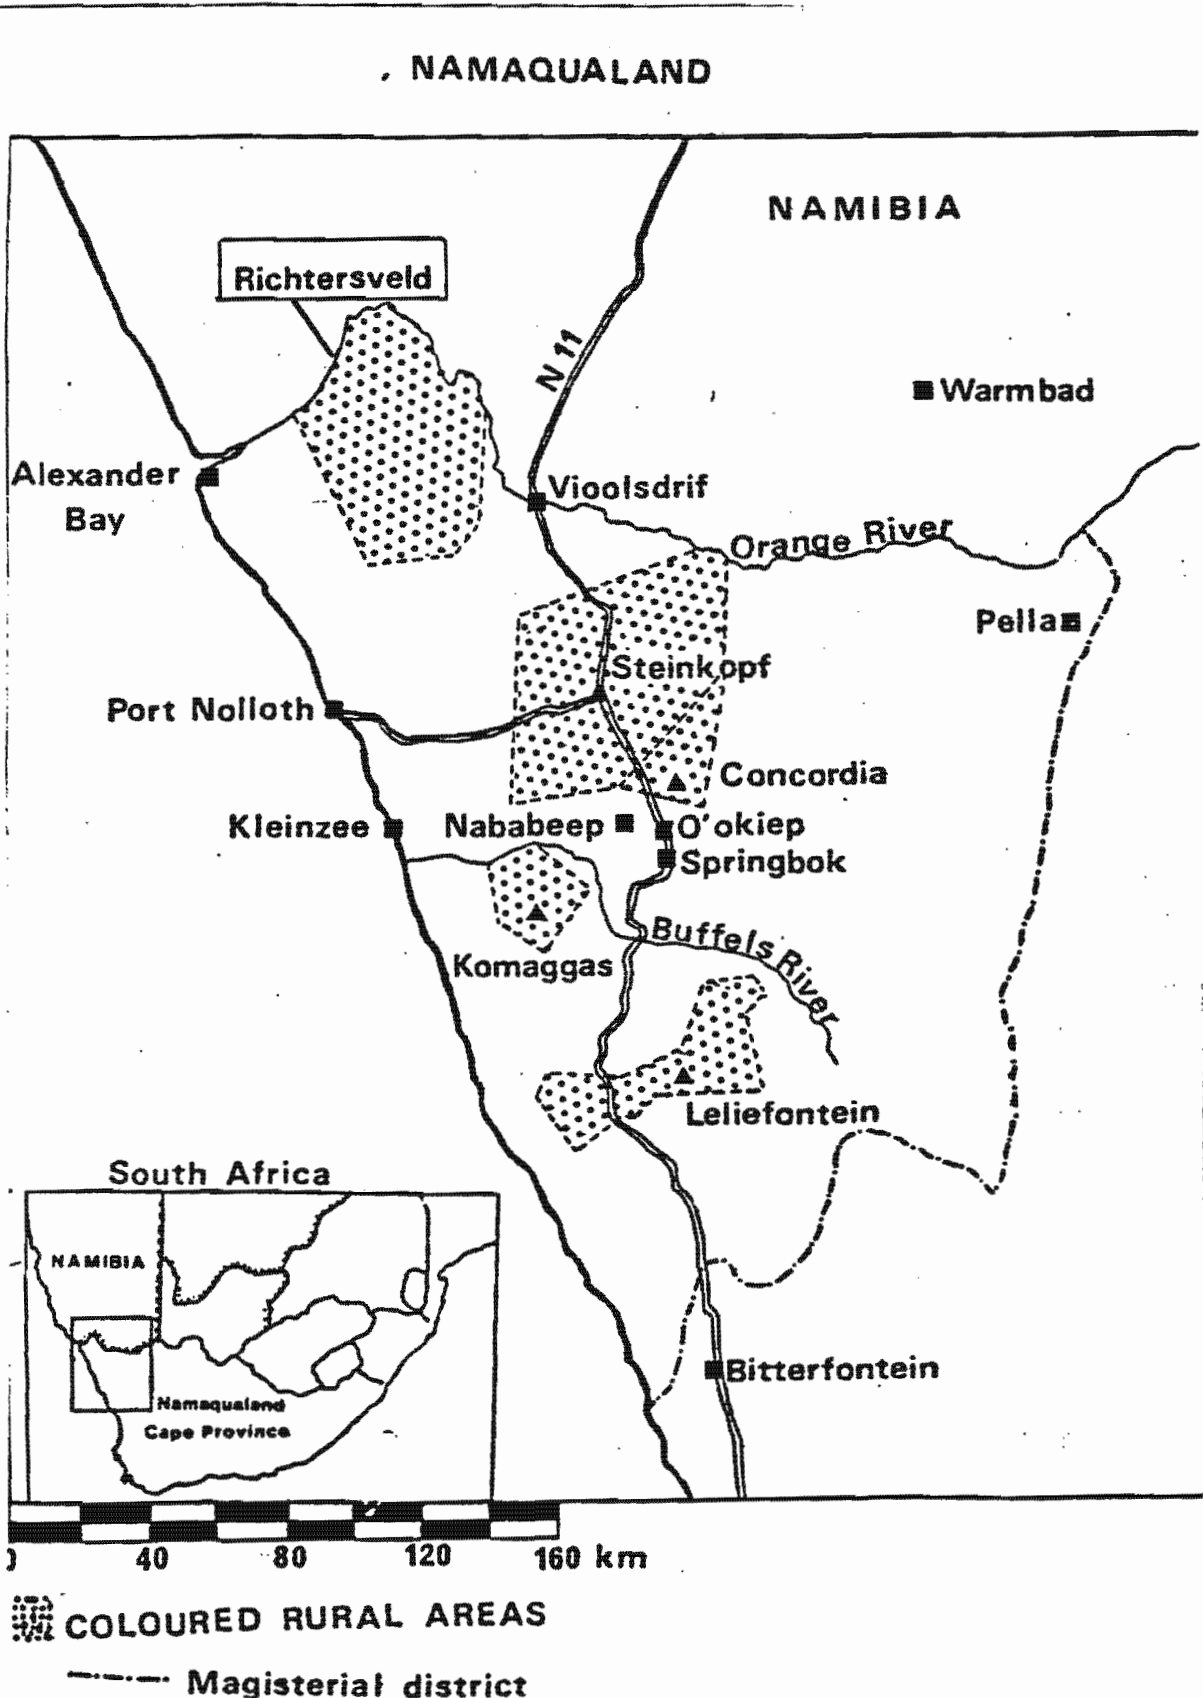 NAMAQUALAND
NAMIBIA
Richtersveld
N 11
Warmbad
Alexander
Bay
Vioolsdrif
Orange River
Pella
Steinkopf
Port Nolloth
Concordia
Kleinzee
Nababeep
O'okiep
Springbok
Buffels River
Komaggas
Leliefontein
South Africa
NAMIBIA
Namaqualand
Cape Province
Bitterfontein
0 40 80 120 160 km
COLOURED RURAL AREAS
Magisterial district